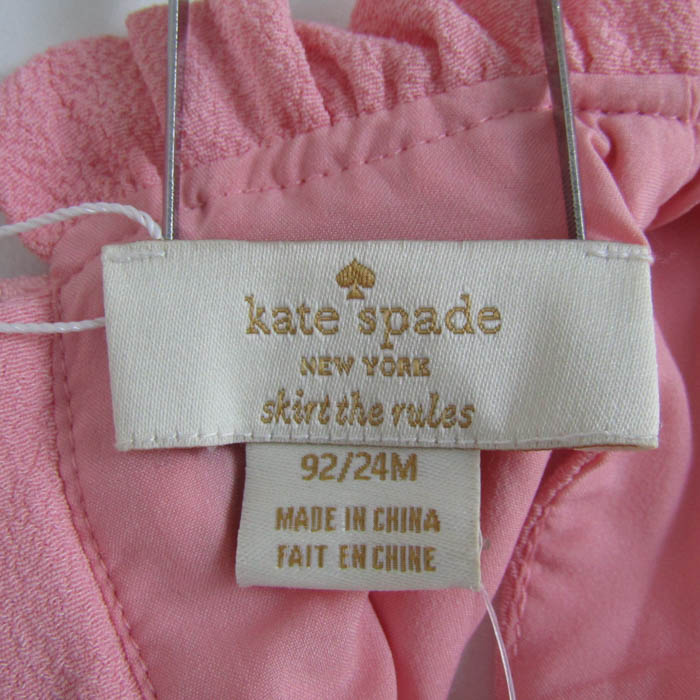 kate spade
NEW YORK
skirt the rules
92/24M
MADE IN CHINA
FAIT EN CHINE